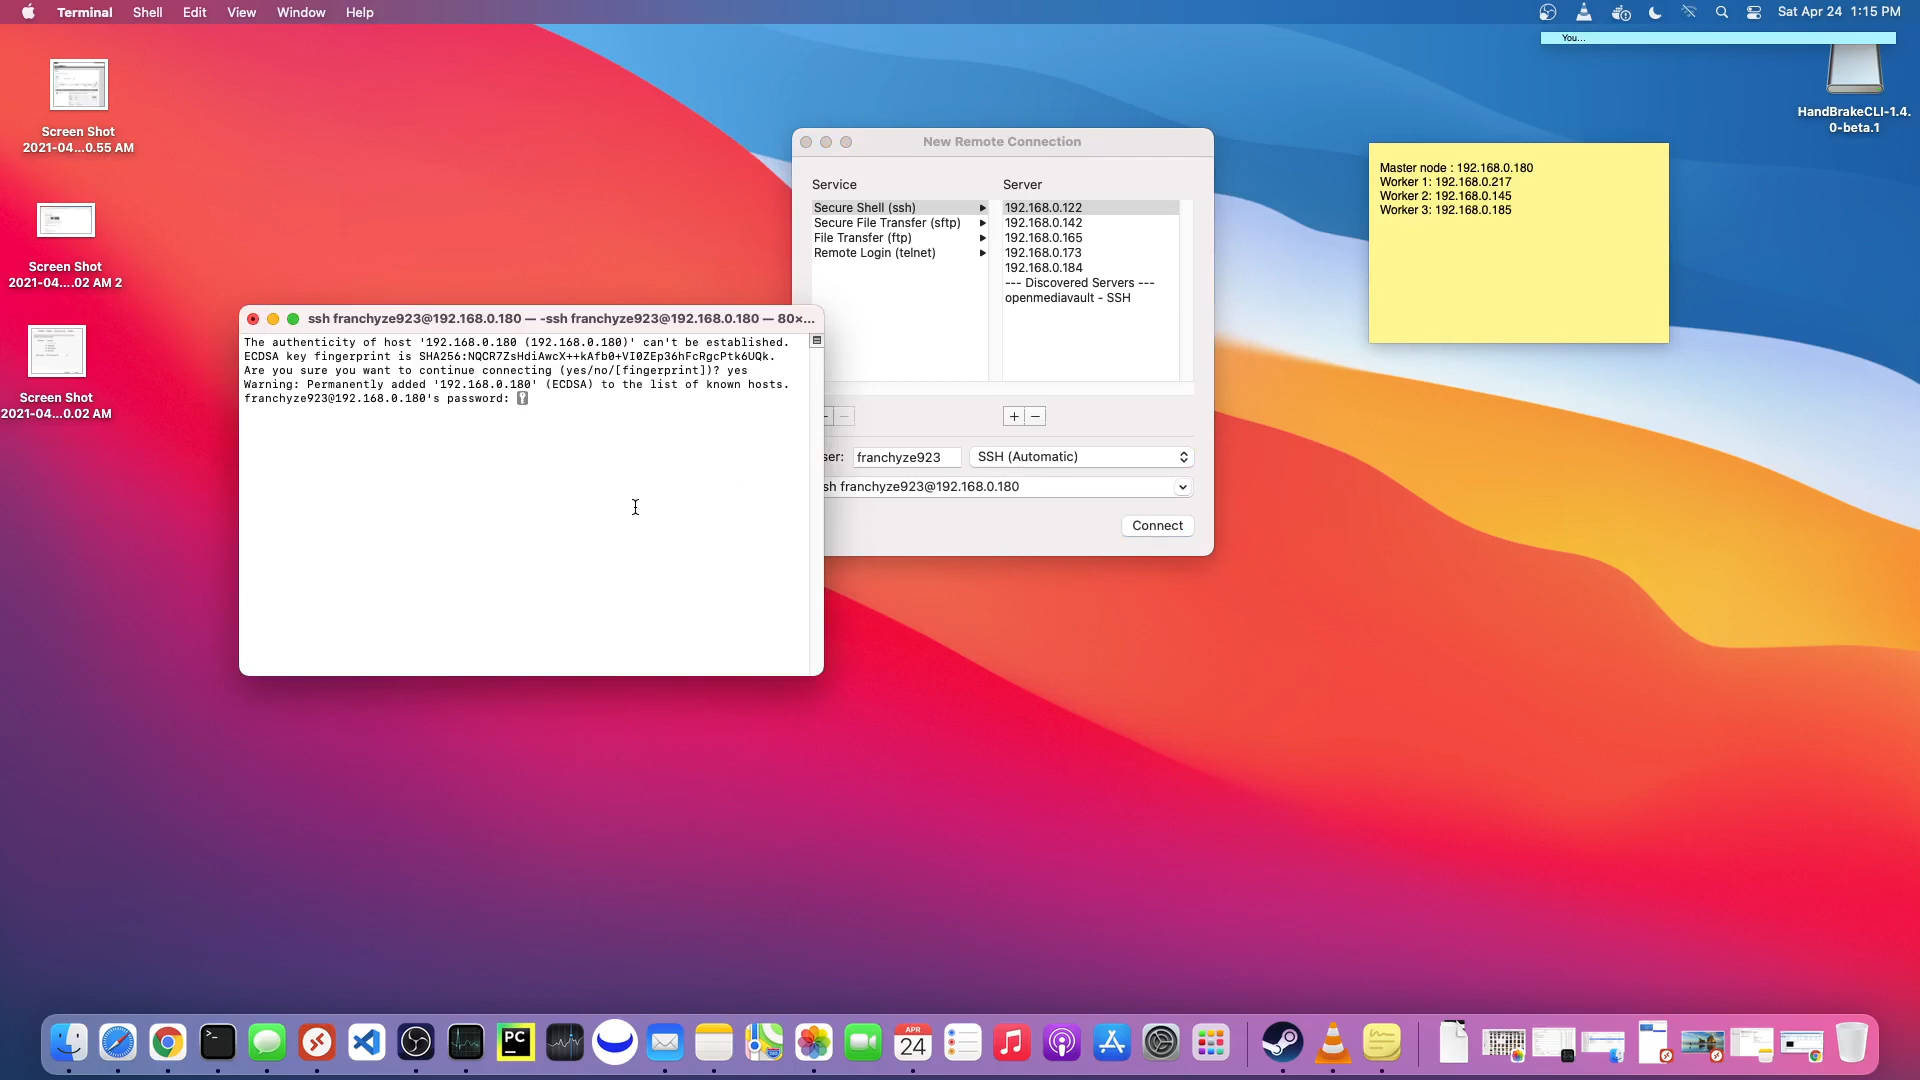 Terminal Shell Edit View Window Help
Sat Apr 24 1:15 PM
You...
HandBrakeCLI-1.4.
0-beta.1
Screen Shot
2021-04...0.55 AM
Screen Shot
2021-04....02 AM 2
Screen Shot
2021-04...0.02 AM
New Remote Connection
Service
Server
Secure Shell (ssh)
Secure File Transfer (sftp)
File Transfer (ftp)
Remote Login (telnet)
192.168.0.122
192.168.0.142
192.168.0.165
192.168.0.173
192.168.0.184
--- Discovered Servers ---
openmediavault - SSH
ser: franchyze923 SSH (Automatic)
sh franchyze923@192.168.0.180
Connect
Master node : 192.168.0.180
Worker 1: 192.168.0.217
Worker 2: 192.168.0.145
Worker 3: 192.168.0.185
ssh franchyze923@192.168.0.180 — -ssh franchyze923@192.168.0.180 — 80×...
The authenticity of host '192.168.0.180 (192.168.0.180)' can't be established.
ECDSA key fingerprint is SHA256:NQCR7ZsHdiAwcX++kAfb0+VI0ZEp36hFcRgcPtk6UQk.
Are you sure you want to continue connecting (yes/no/[fingerprint])? yes
Warning: Permanently added '192.168.0.180' (ECDSA) to the list of known hosts.
franchyze923@192.168.0.180's password:
PC
APR
24